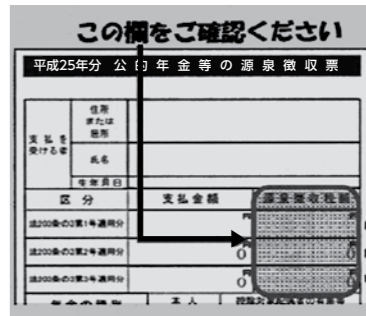 この欄をご確認ください
平成25年分 公的年金等の源泉徴収票
支払を受ける者
住所または居所
氏名
生年月日
区分 支払金額 源泉徴収税額
法203条の3第1号適用分 円 円
法203条の3第2号適用分 0 0
法203条の3第3号適用分 0 0
本人